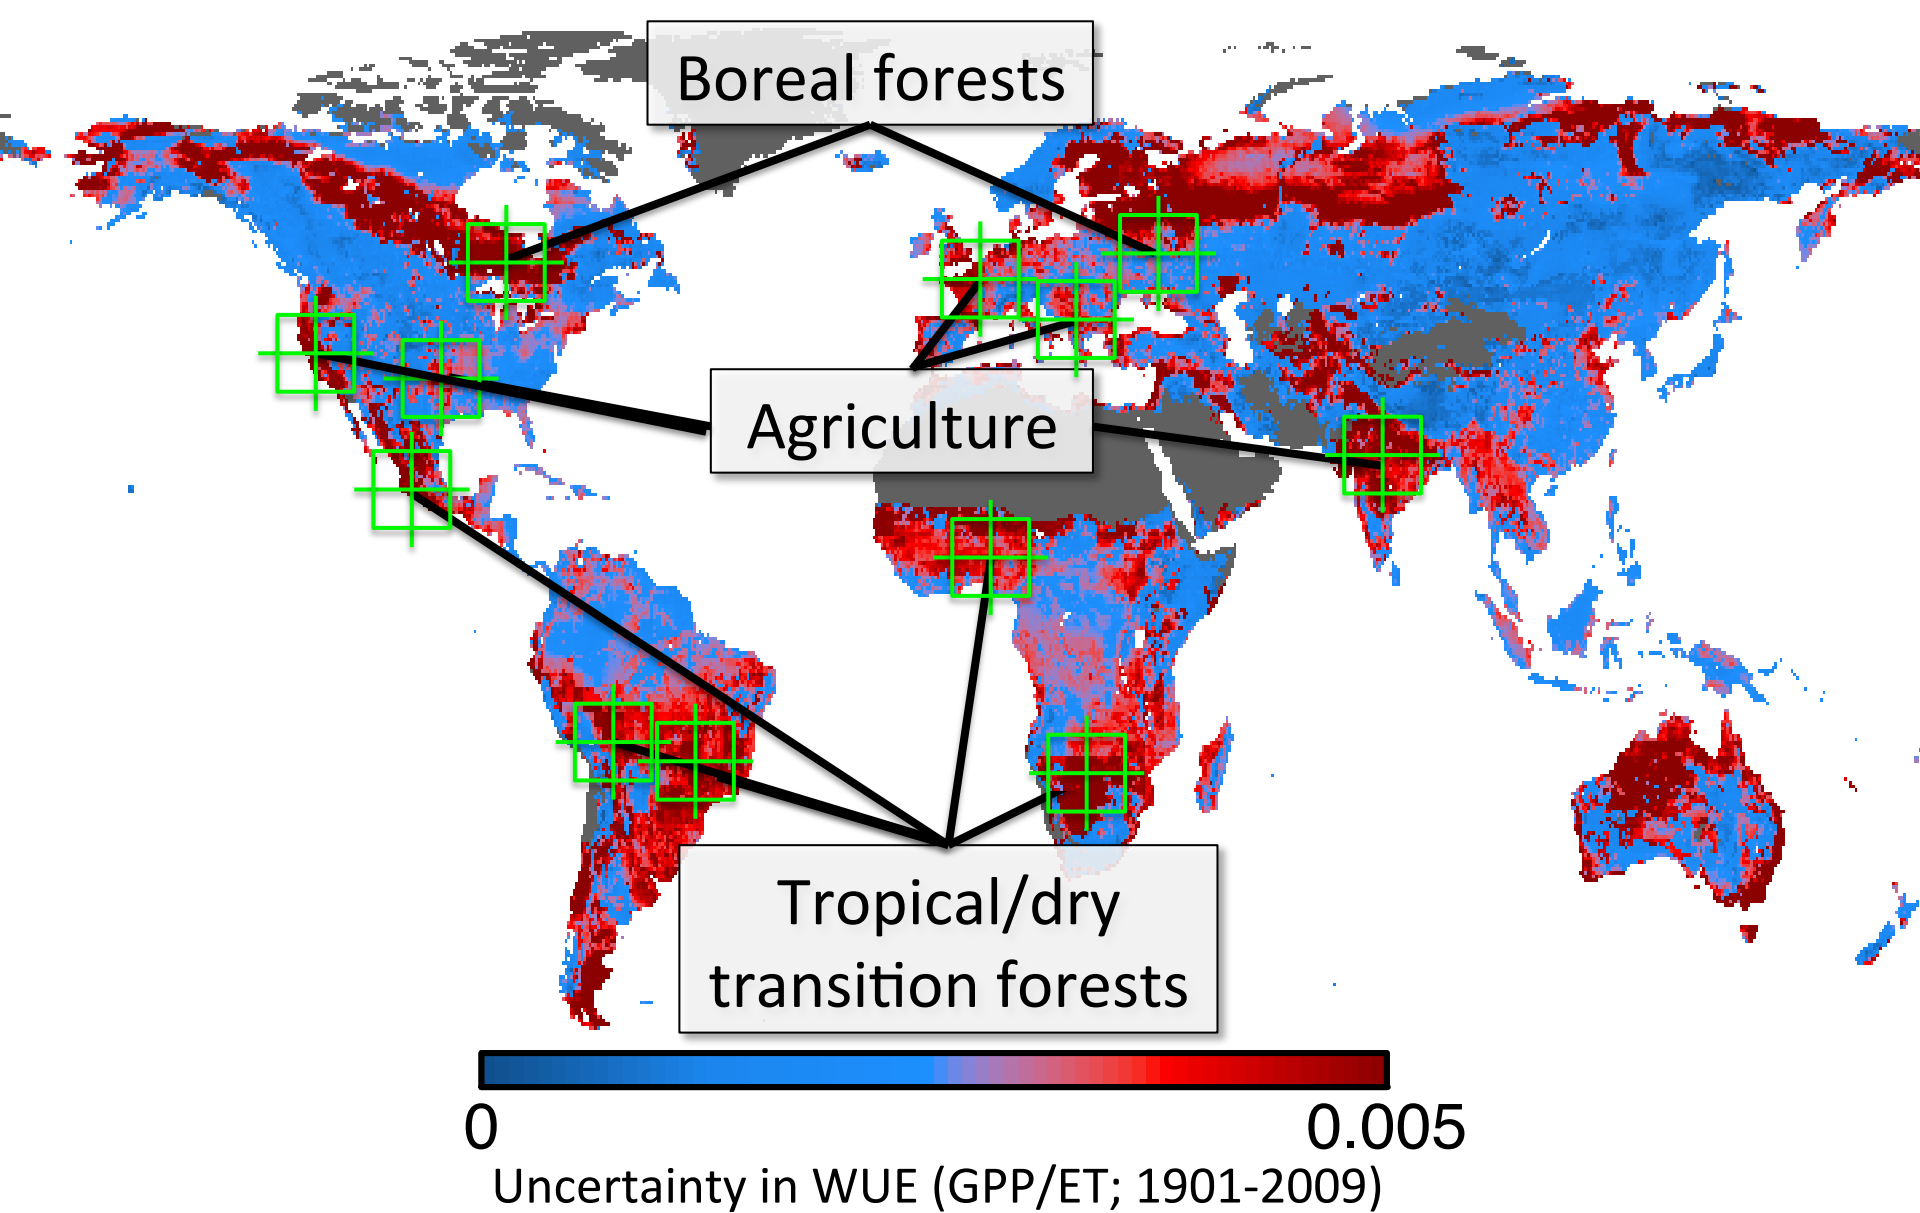 Boreal forests
Agriculture
Tropical/dry
transition forests
0
0.005
Uncertainty in WUE (GPP/ET; 1901-2009)